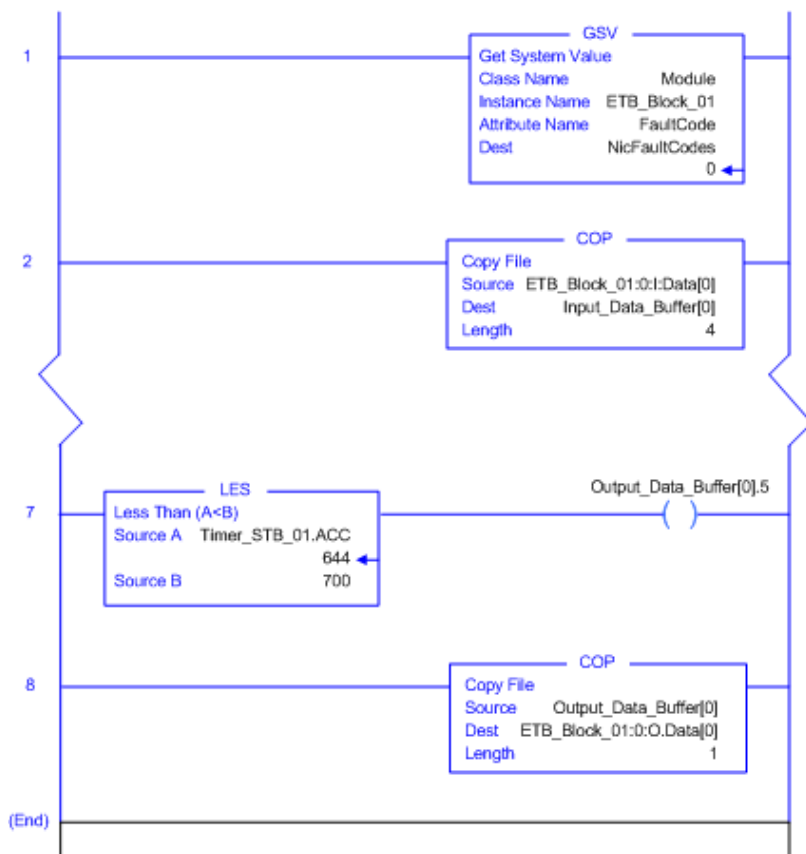 GSV
1
Get System Value
Class Name Module
Instance Name ETB_Block_01
Attribute Name FaultCode
Dest NicFaultCodes
0
COP
2
Copy File
Source ETB_Block_01:0:I:Data[0]
Dest Input_Data_Buffer[0]
Length 4
LES
Output_Data_Buffer[0].5
7
Less Than (A<B)
Source A Timer_STB_01.ACC
644
Source B 700
COP
8
Copy File
Source Output_Data_Buffer[0]
Dest ETB_Block_01:0:O.Data[0]
Length 1
(End)